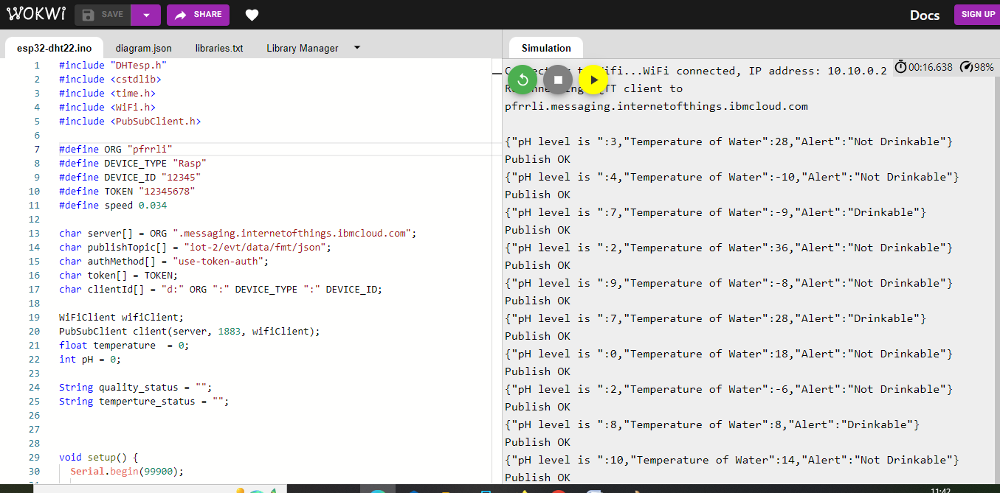 WOKWi
SAVE
SHARE
Docs
SIGN UP
esp32-dht22.ino
diagram.json
libraries.txt
Library Manager
1 #include "DHTesp.h"
2 #include <cstdlib>
3 #include <time.h>
4 #include <WiFi.h>
5 #include <PubSubClient.h>
6
7 #define ORG "pfrrli"
8 #define DEVICE_TYPE "Rasp"
9 #define DEVICE_ID "12345"
10 #define TOKEN "12345678"
11 #define speed 0.034
12
13 char server[] = ORG ".messaging.internetofthings.ibmcloud.com";
14 char publishTopic[] = "iot-2/evt/data/fmt/json";
15 char authMethod[] = "use-token-auth";
16 char token[] = TOKEN;
17 char clientId[] = "d:" ORG ":" DEVICE_TYPE ":" DEVICE_ID;
18
19 WiFiClient wifiClient;
20 PubSubClient client(server, 1883, wifiClient);
21 float temperature  = 0;
22 int pH = 0;
23
24 String quality_status = "";
25 String temperture_status = "";
26
27
28
29 void setup() {
30   Serial.begin(99900);
Simulation
00:16.638 98%
ifi...WiFi connected, IP address: 10.10.0.2
client to
pfrrli.messaging.internetofthings.ibmcloud.com
{"pH level is ":3,"Temperature of Water":28,"Alert":"Not Drinkable"}
Publish OK
{"pH level is ":4,"Temperature of Water":-10,"Alert":"Not Drinkable"}
Publish OK
{"pH level is ":7,"Temperature of Water":-9,"Alert":"Drinkable"}
Publish OK
{"pH level is ":2,"Temperature of Water":36,"Alert":"Not Drinkable"}
Publish OK
{"pH level is ":9,"Temperature of Water":-8,"Alert":"Not Drinkable"}
Publish OK
{"pH level is ":7,"Temperature of Water":28,"Alert":"Drinkable"}
Publish OK
{"pH level is ":0,"Temperature of Water":18,"Alert":"Not Drinkable"}
Publish OK
{"pH level is ":2,"Temperature of Water":-6,"Alert":"Not Drinkable"}
Publish OK
{"pH level is ":8,"Temperature of Water":8,"Alert":"Drinkable"}
Publish OK
{"pH level is ":10,"Temperature of Water":14,"Alert":"Not Drinkable"}
Publish OK
11:42